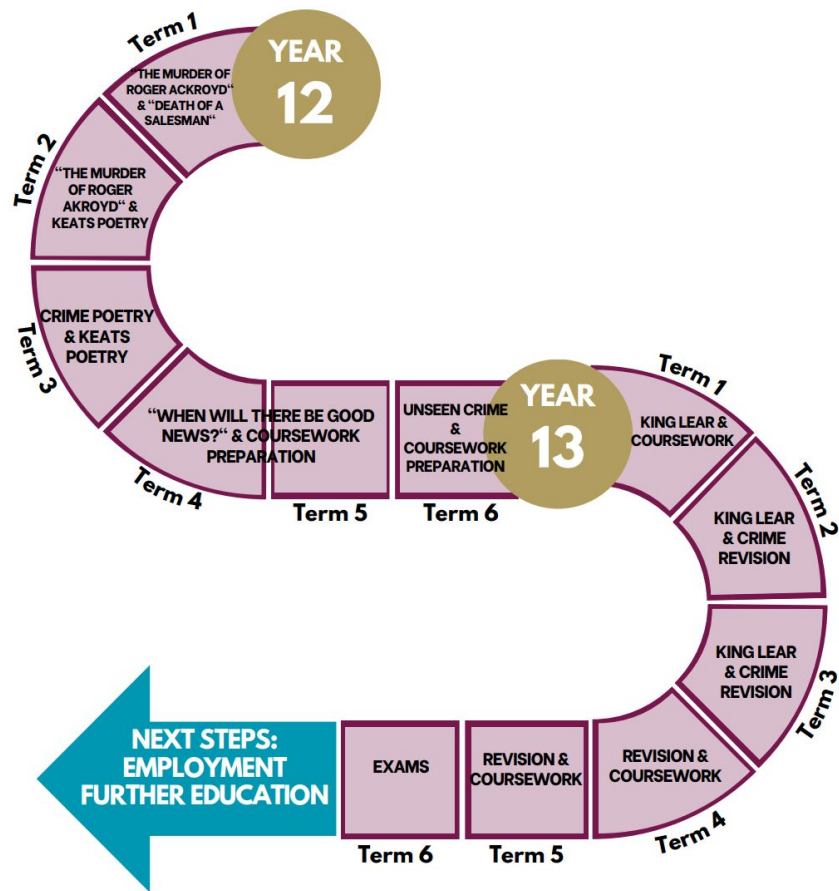 YEAR
12
Term 1
“THE MURDER OF
ROGER ACKROYD“
& “DEATH OF A
SALESMAN“
Term 2
“THE MURDER
OF ROGER
AKROYD“ &
KEATS POETRY
Term 3
CRIME POETRY
& KEATS
POETRY
Term 4
Term 5
“WHEN WILL THERE BE GOOD
NEWS?“ & COURSEWORK
PREPARATION
Term 6
UNSEEN CRIME
&
COURSEWORK
PREPARATION
YEAR
13
Term 1
KING LEAR &
COURSEWORK
Term 2
KING LEAR
& CRIME
REVISION
Term 3
KING LEAR
& CRIME
REVISION
Term 4
REVISION &
COURSEWORK
Term 5
REVISION &
COURSEWORK
Term 6
EXAMS
NEXT STEPS:
EMPLOYMENT
FURTHER EDUCATION